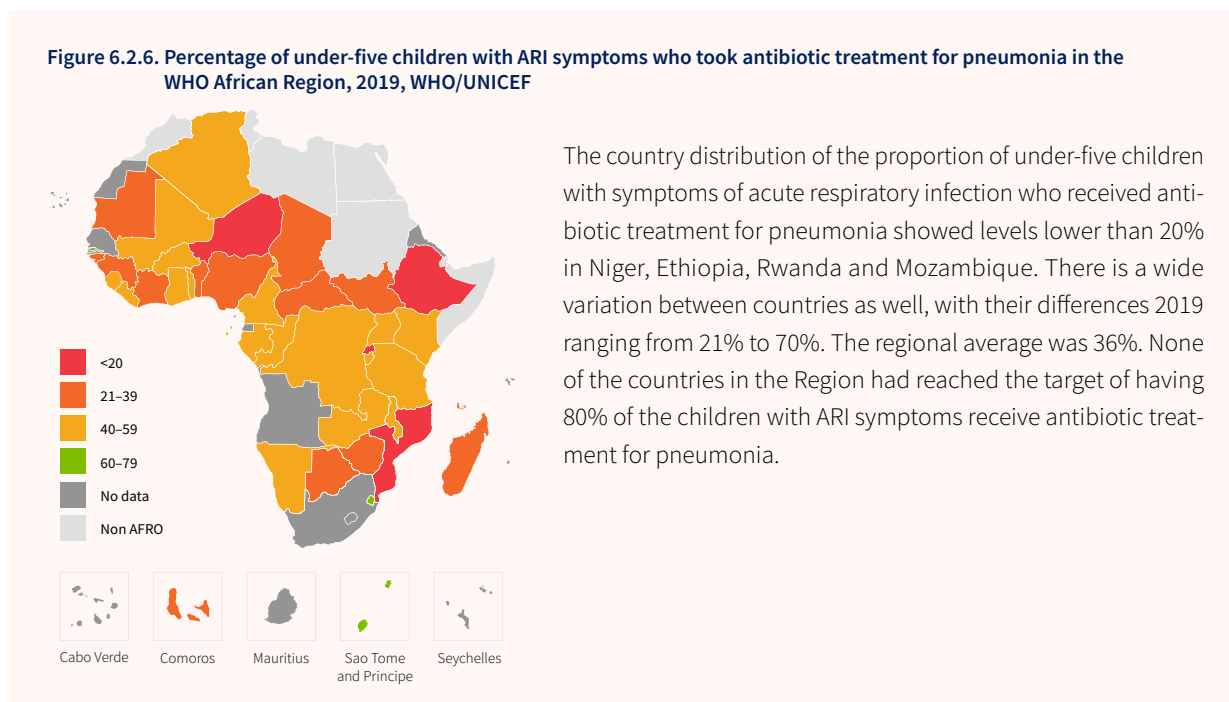 Figure 6.2.6. Percentage of under-five children with ARI symptoms who took antibiotic treatment for pneumonia in the
WHO African Region, 2019, WHO/UNICEF
The country distribution of the proportion of under-five children
with symptoms of acute respiratory infection who received anti-
biotic treatment for pneumonia showed levels lower than 20%
in Niger, Ethiopia, Rwanda and Mozambique. There is a wide
variation between countries as well, with their differences 2019
ranging from 21% to 70%. The regional average was 36%. None
of the countries in the Region had reached the target of having
80% of the children with ARI symptoms receive antibiotic treat-
ment for pneumonia.
<20
21–39
40–59
60–79
No data
Non AFRO
Cabo Verde
Comoros
Mauritius
Sao Tome
and Principe
Seychelles